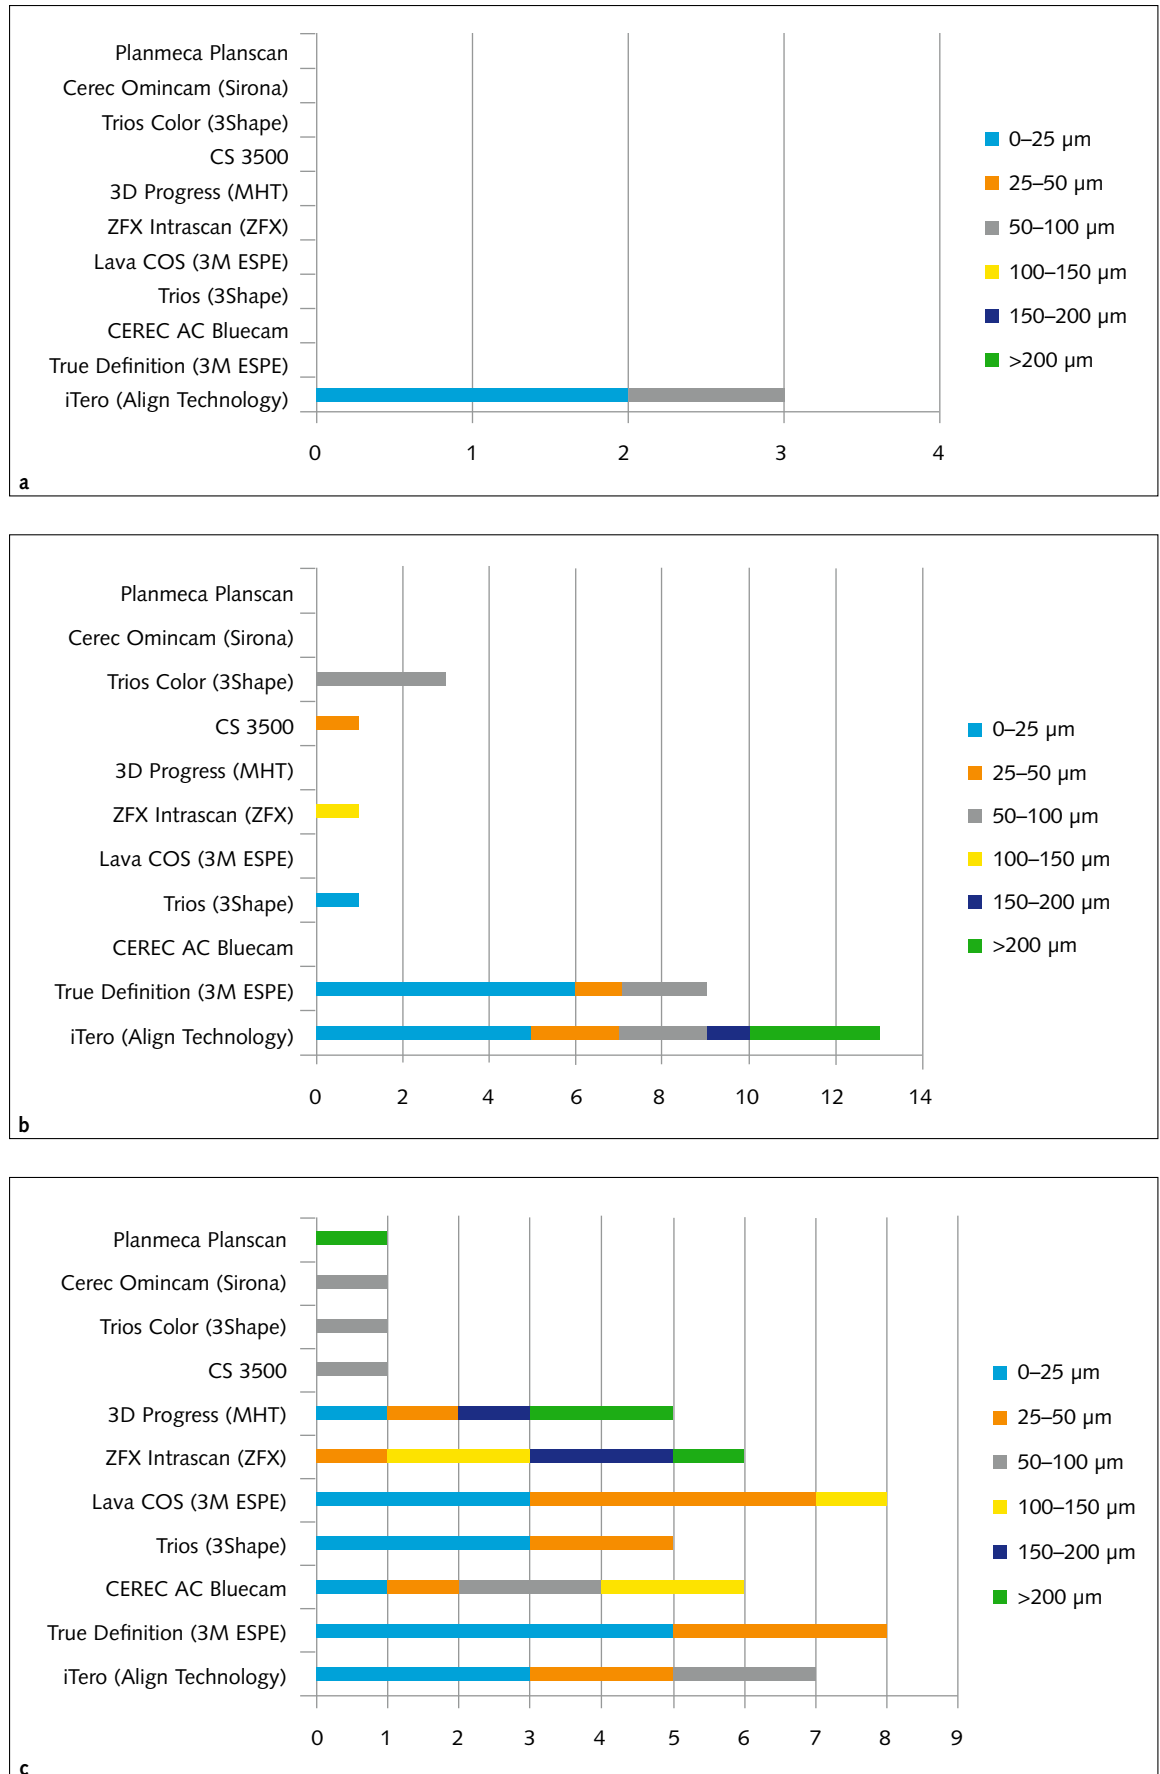 Planmeca Planscan
Cerec Omincam (Sirona)
Trios Color (3Shape)
CS 3500
3D Progress (MHT)
ZFX Intrascan (ZFX)
Lava COS (3M ESPE)
Trios (3Shape)
CEREC AC Bluecam
True Definition (3M ESPE)
iTero (Align Technology)
0 1 2 3 4
0–25 µm
25–50 µm
50–100 µm
100–150 µm
150–200 µm
>200 µm
a
Planmeca Planscan
Cerec Omincam (Sirona)
Trios Color (3Shape)
CS 3500
3D Progress (MHT)
ZFX Intrascan (ZFX)
Lava COS (3M ESPE)
Trios (3Shape)
CEREC AC Bluecam
True Definition (3M ESPE)
iTero (Align Technology)
0 2 4 6 8 10 12 14
0–25 µm
25–50 µm
50–100 µm
100–150 µm
150–200 µm
>200 µm
b
Planmeca Planscan
Cerec Omincam (Sirona)
Trios Color (3Shape)
CS 3500
3D Progress (MHT)
ZFX Intrascan (ZFX)
Lava COS (3M ESPE)
Trios (3Shape)
CEREC AC Bluecam
True Definition (3M ESPE)
iTero (Align Technology)
0 1 2 3 4 5 6 7 8 9
0–25 µm
25–50 µm
50–100 µm
100–150 µm
150–200 µm
>200 µm
c